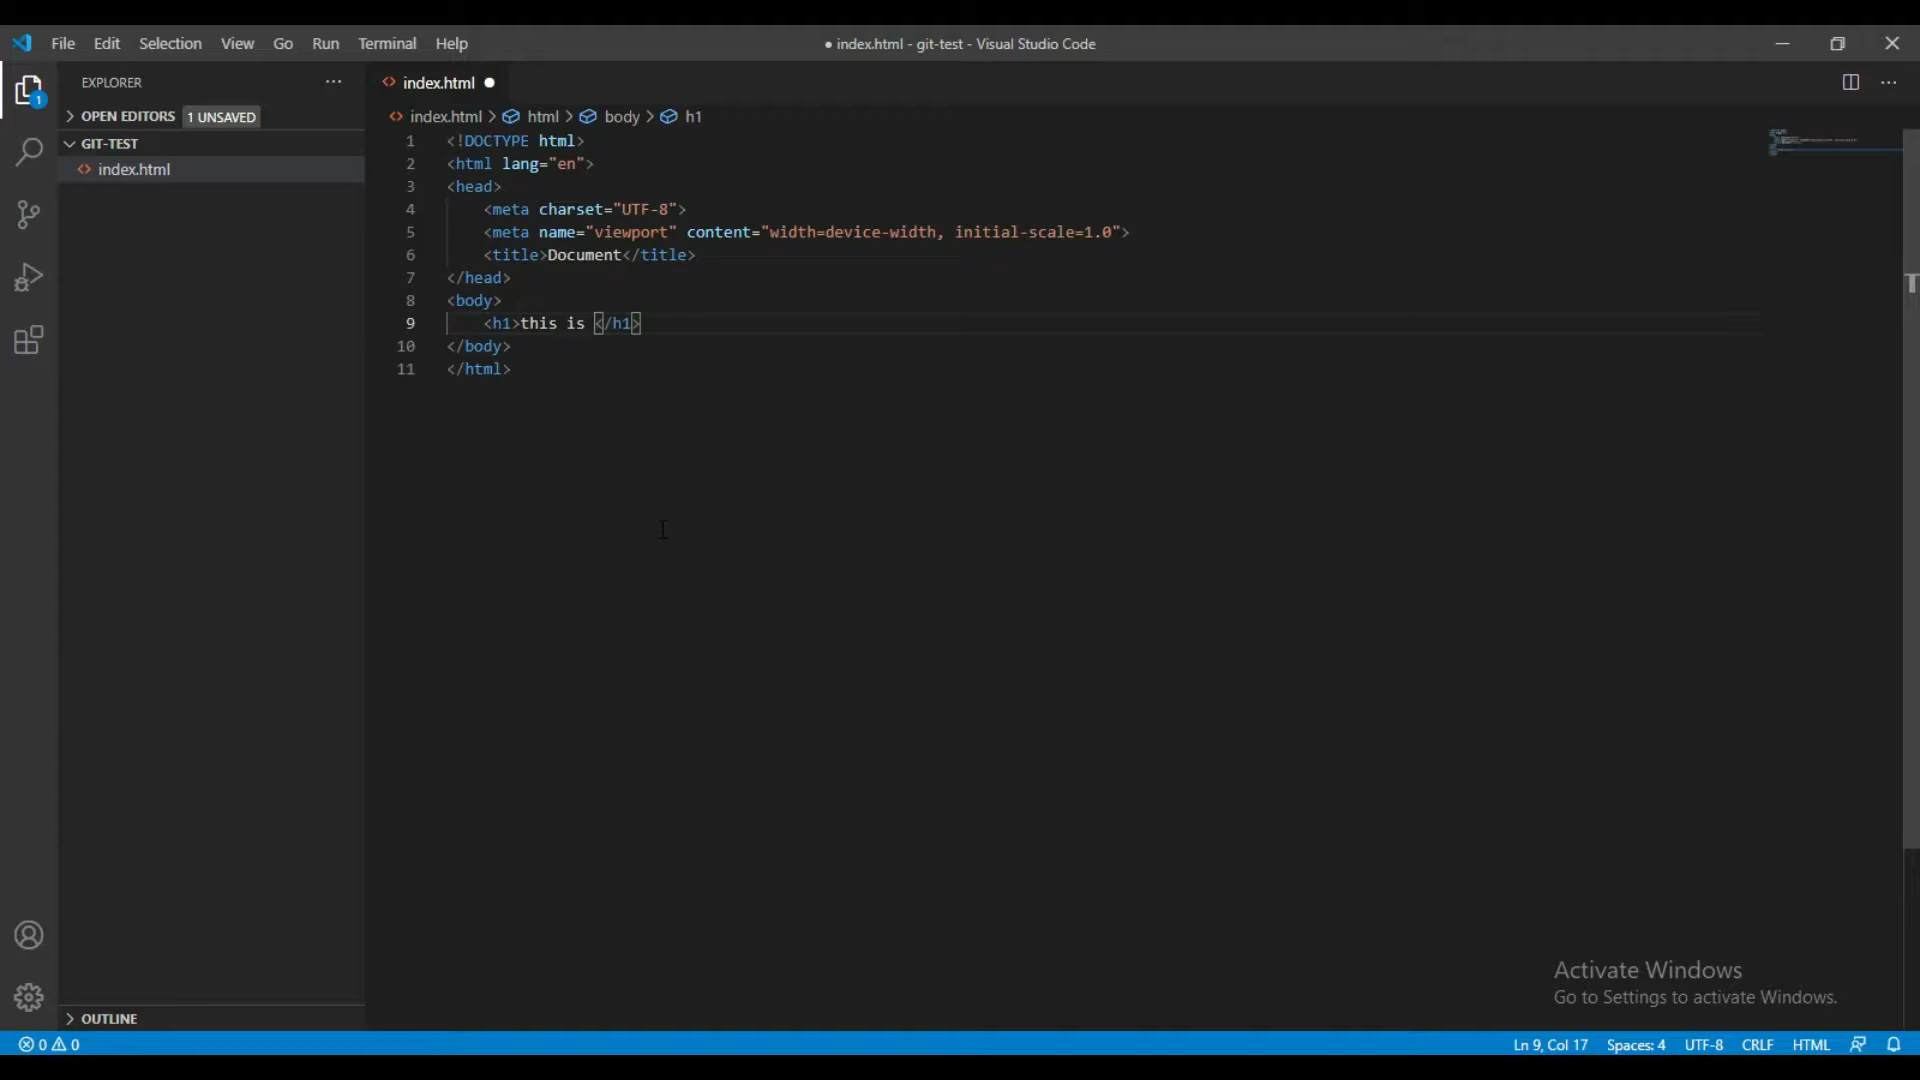 File Edit Selection View Go Run Terminal Help
● index.html - git-test - Visual Studio Code
EXPLORER
1
OPEN EDITORS 1 UNSAVED
GIT-TEST
index.html
index.html
index.html > html > body > h1
1 <!DOCTYPE html>
2 <html lang="en">
3 <head>
4 <meta charset="UTF-8">
5 <meta name="viewport" content="width=device-width, initial-scale=1.0">
6 <title>Document</title>
7 </head>
8 <body>
9 <h1>this is </h1>
10 </body>
11 </html>
Activate Windows
Go to Settings to activate Windows.
OUTLINE
0 0
Ln 9, Col 17 Spaces: 4 UTF-8 CRLF HTML